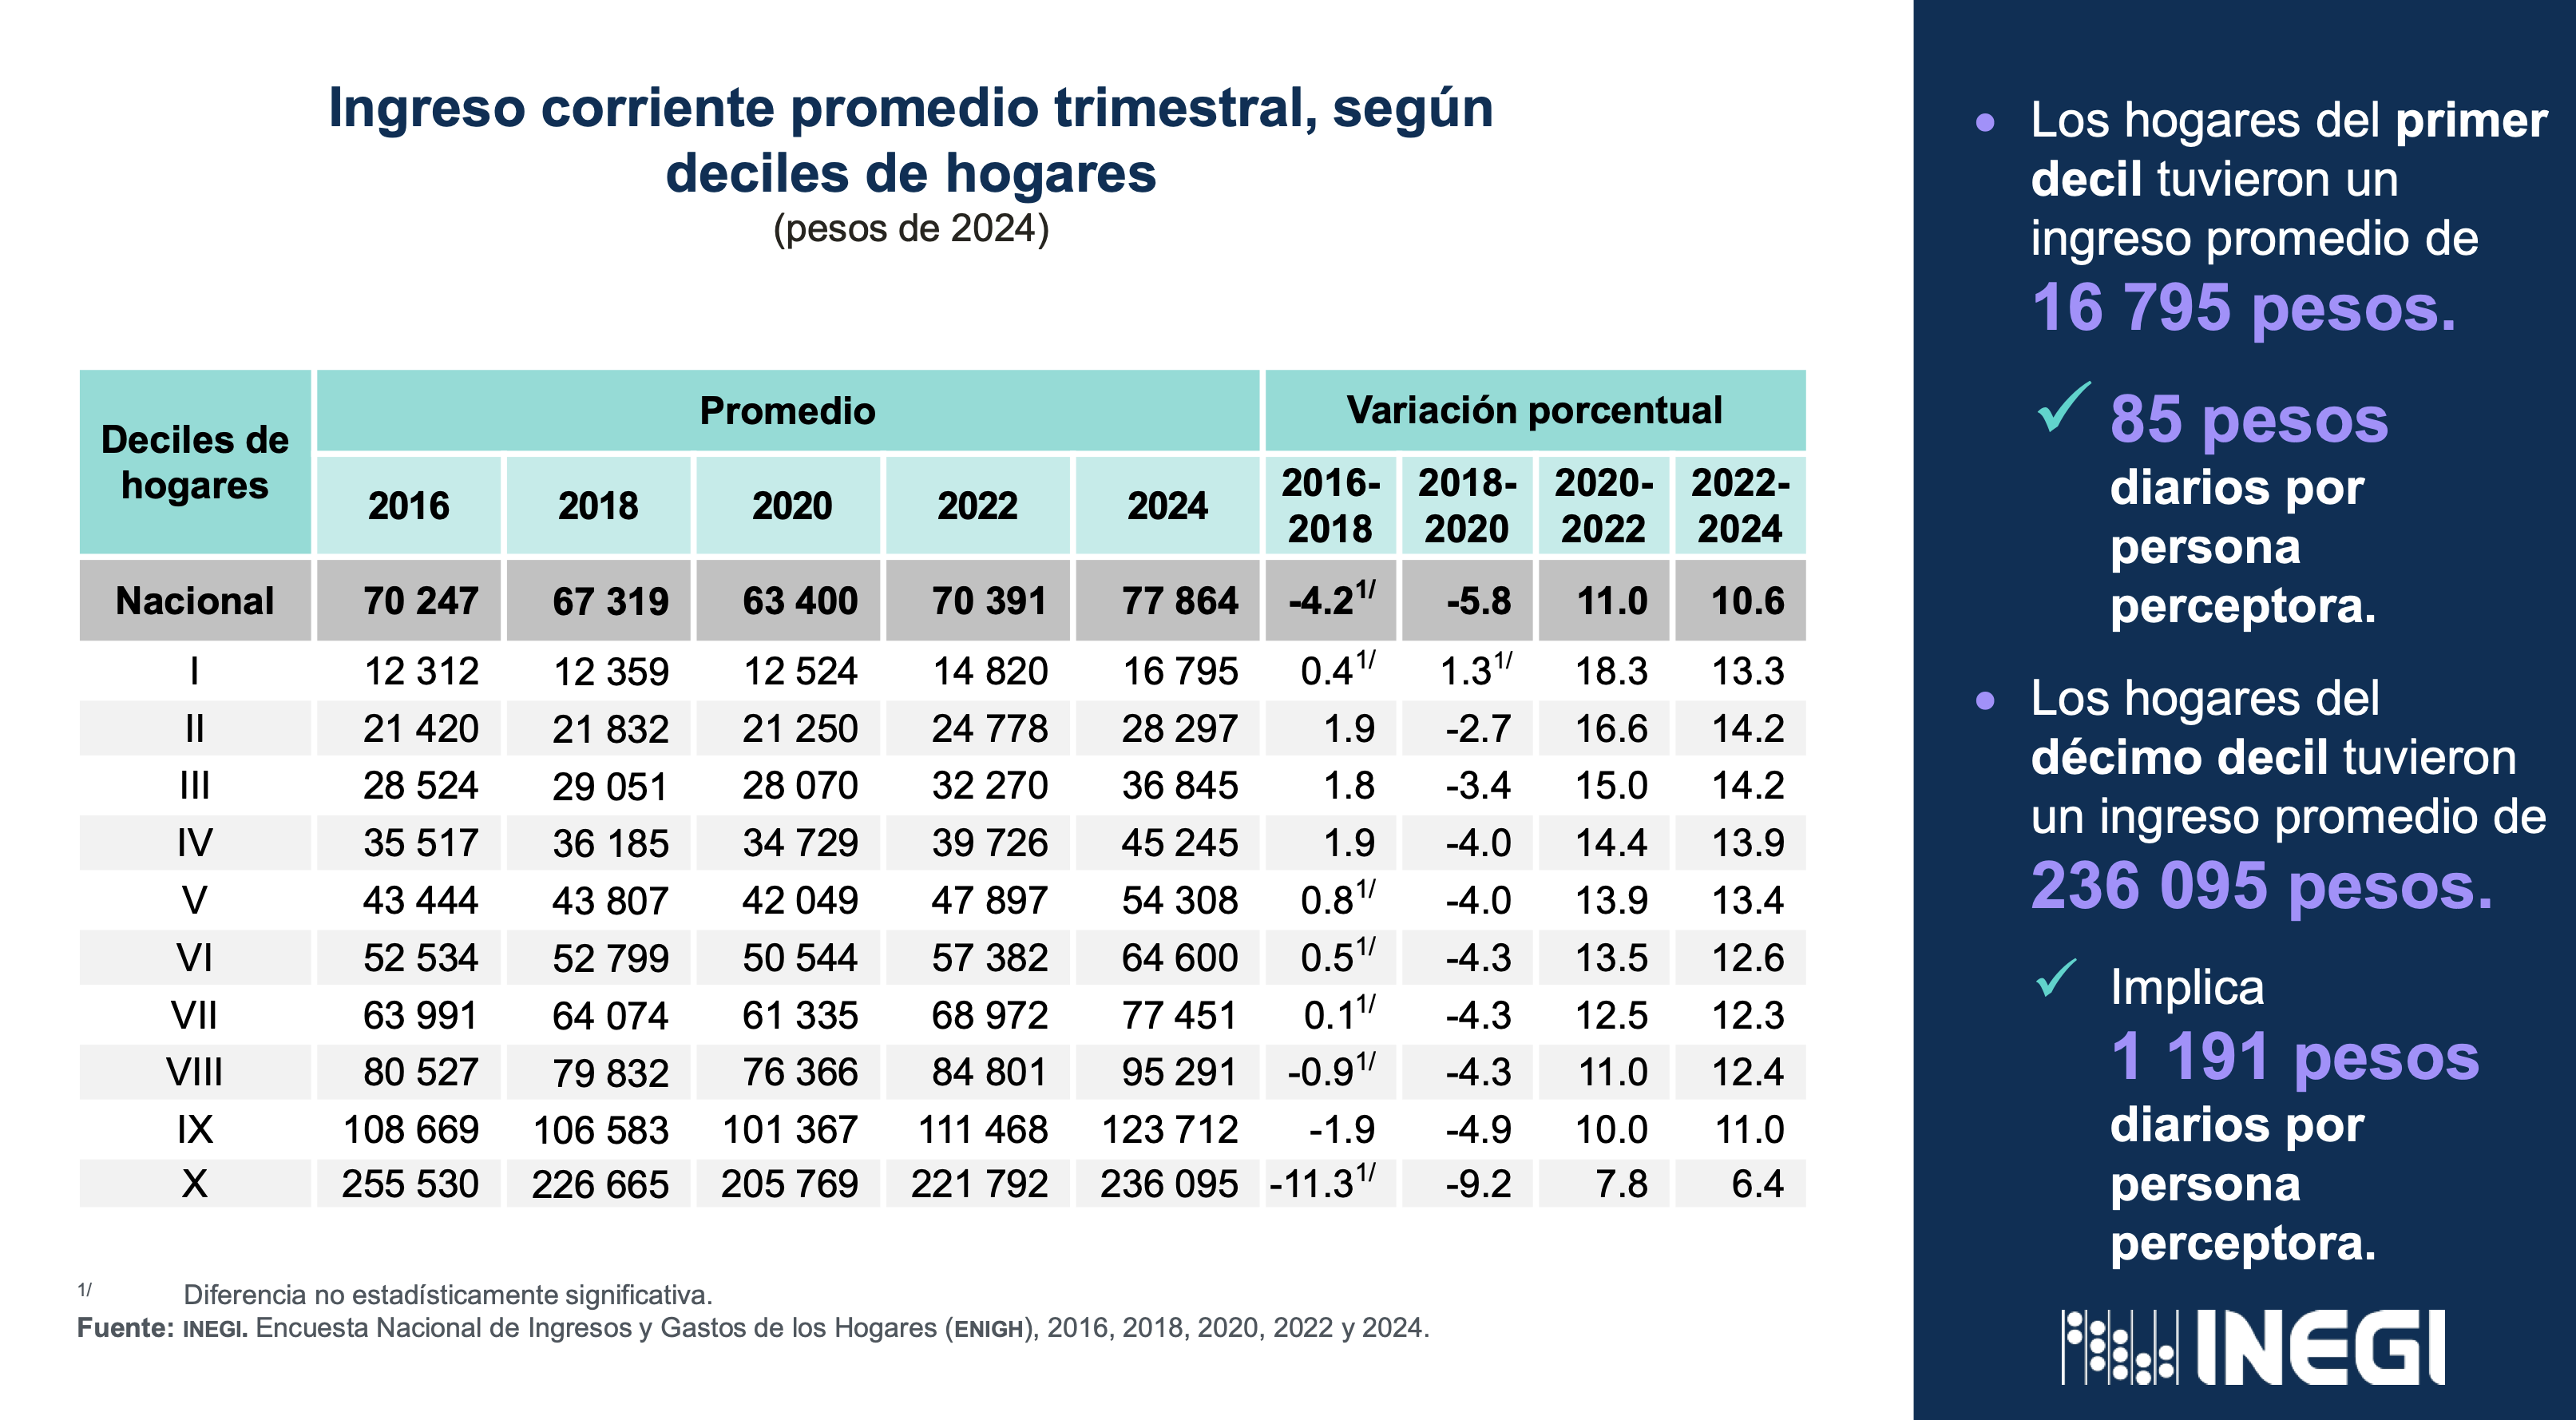 Ingreso corriente promedio trimestral, según
deciles de hogares
(pesos de 2024)
Deciles de hogares Promedio Variación porcentual
2016 2018 2020 2022 2024 2016-2018 2018-2020 2020-2022 2022-2024
Nacional 70 247 67 319 63 400 70 391 77 864 -4.2 1/ -5.8 11.0 10.6
I 12 312 12 359 12 524 14 820 16 795 0.4 1/ 1.3 1/ 18.3 13.3
II 21 420 21 832 21 250 24 778 28 297 1.9 -2.7 16.6 14.2
III 28 524 29 051 28 070 32 270 36 845 1.8 -3.4 15.0 14.2
IV 35 517 36 185 34 729 39 726 45 245 1.9 -4.0 14.4 13.9
V 43 444 43 807 42 049 47 897 54 308 0.8 1/ -4.0 13.9 13.4
VI 52 534 52 799 50 544 57 382 64 600 0.5 1/ -4.3 13.5 12.6
VII 63 991 64 074 61 335 68 972 77 451 0.1 1/ -4.3 12.5 12.3
VIII 80 527 79 832 76 366 84 801 95 291 -0.9 1/ -4.3 11.0 12.4
IX 108 669 106 583 101 367 111 468 123 712 -1.9 -4.9 10.0 11.0
X 255 530 226 665 205 769 221 792 236 095 -11.3 1/ -9.2 7.8 6.4
1/ Diferencia no estadísticamente significativa.
Fuente: INEGI. Encuesta Nacional de Ingresos y Gastos de los Hogares (ENIGH), 2016, 2018, 2020, 2022 y 2024.
• Los hogares del primer
decil tuvieron un
ingreso promedio de
16 795 pesos.
✓ 85 pesos
diarios por
persona
perceptora.
• Los hogares del
décimo decil tuvieron
un ingreso promedio de
236 095 pesos.
✓ Implica
1 191 pesos
diarios por
persona
perceptora.
INEGI